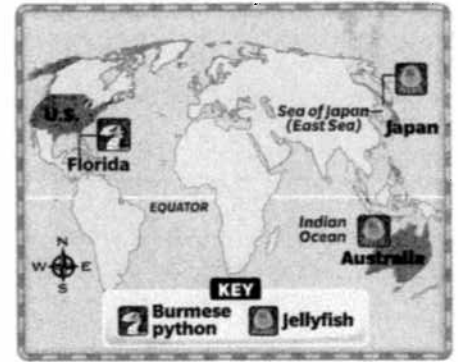 U.S.
Sea of Japan
(East Sea)
Japan
Florida
EQUATOR
Indian
Ocean
Australia
N
W E
S
KEY
Burmese
python
Jellyfish